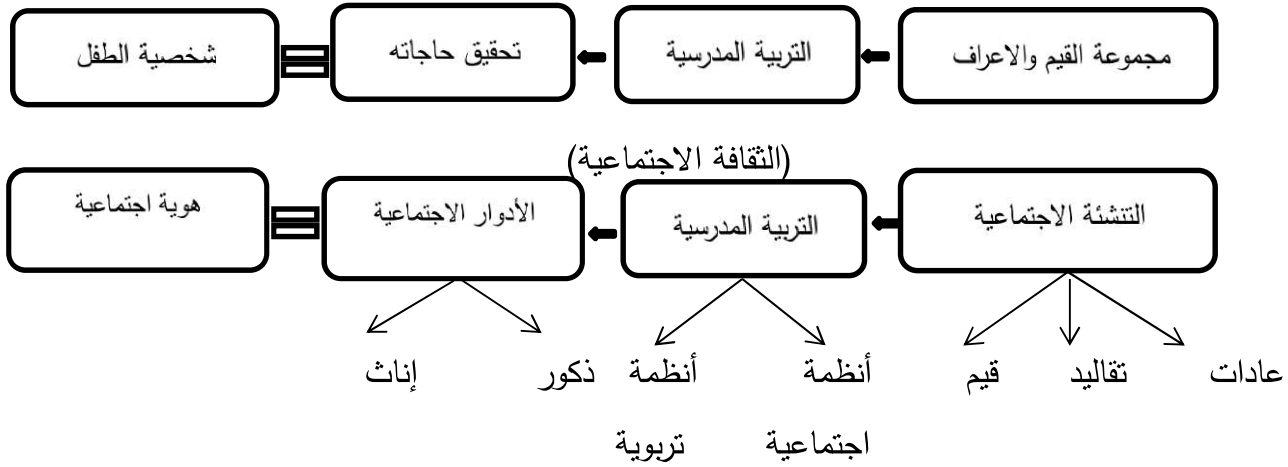 مجموعة القيم والاعراف
التربية المدرسية
تحقيق حاجاته
شخصية الطفل
(الثقافة الاجتماعية)
التنشئة الاجتماعية
التربية المدرسية
الأدوار الاجتماعية
هوية اجتماعية
عادات تقاليد قيم
أنظمة أنظمة
اجتماعية تربوية
ذكور إناث